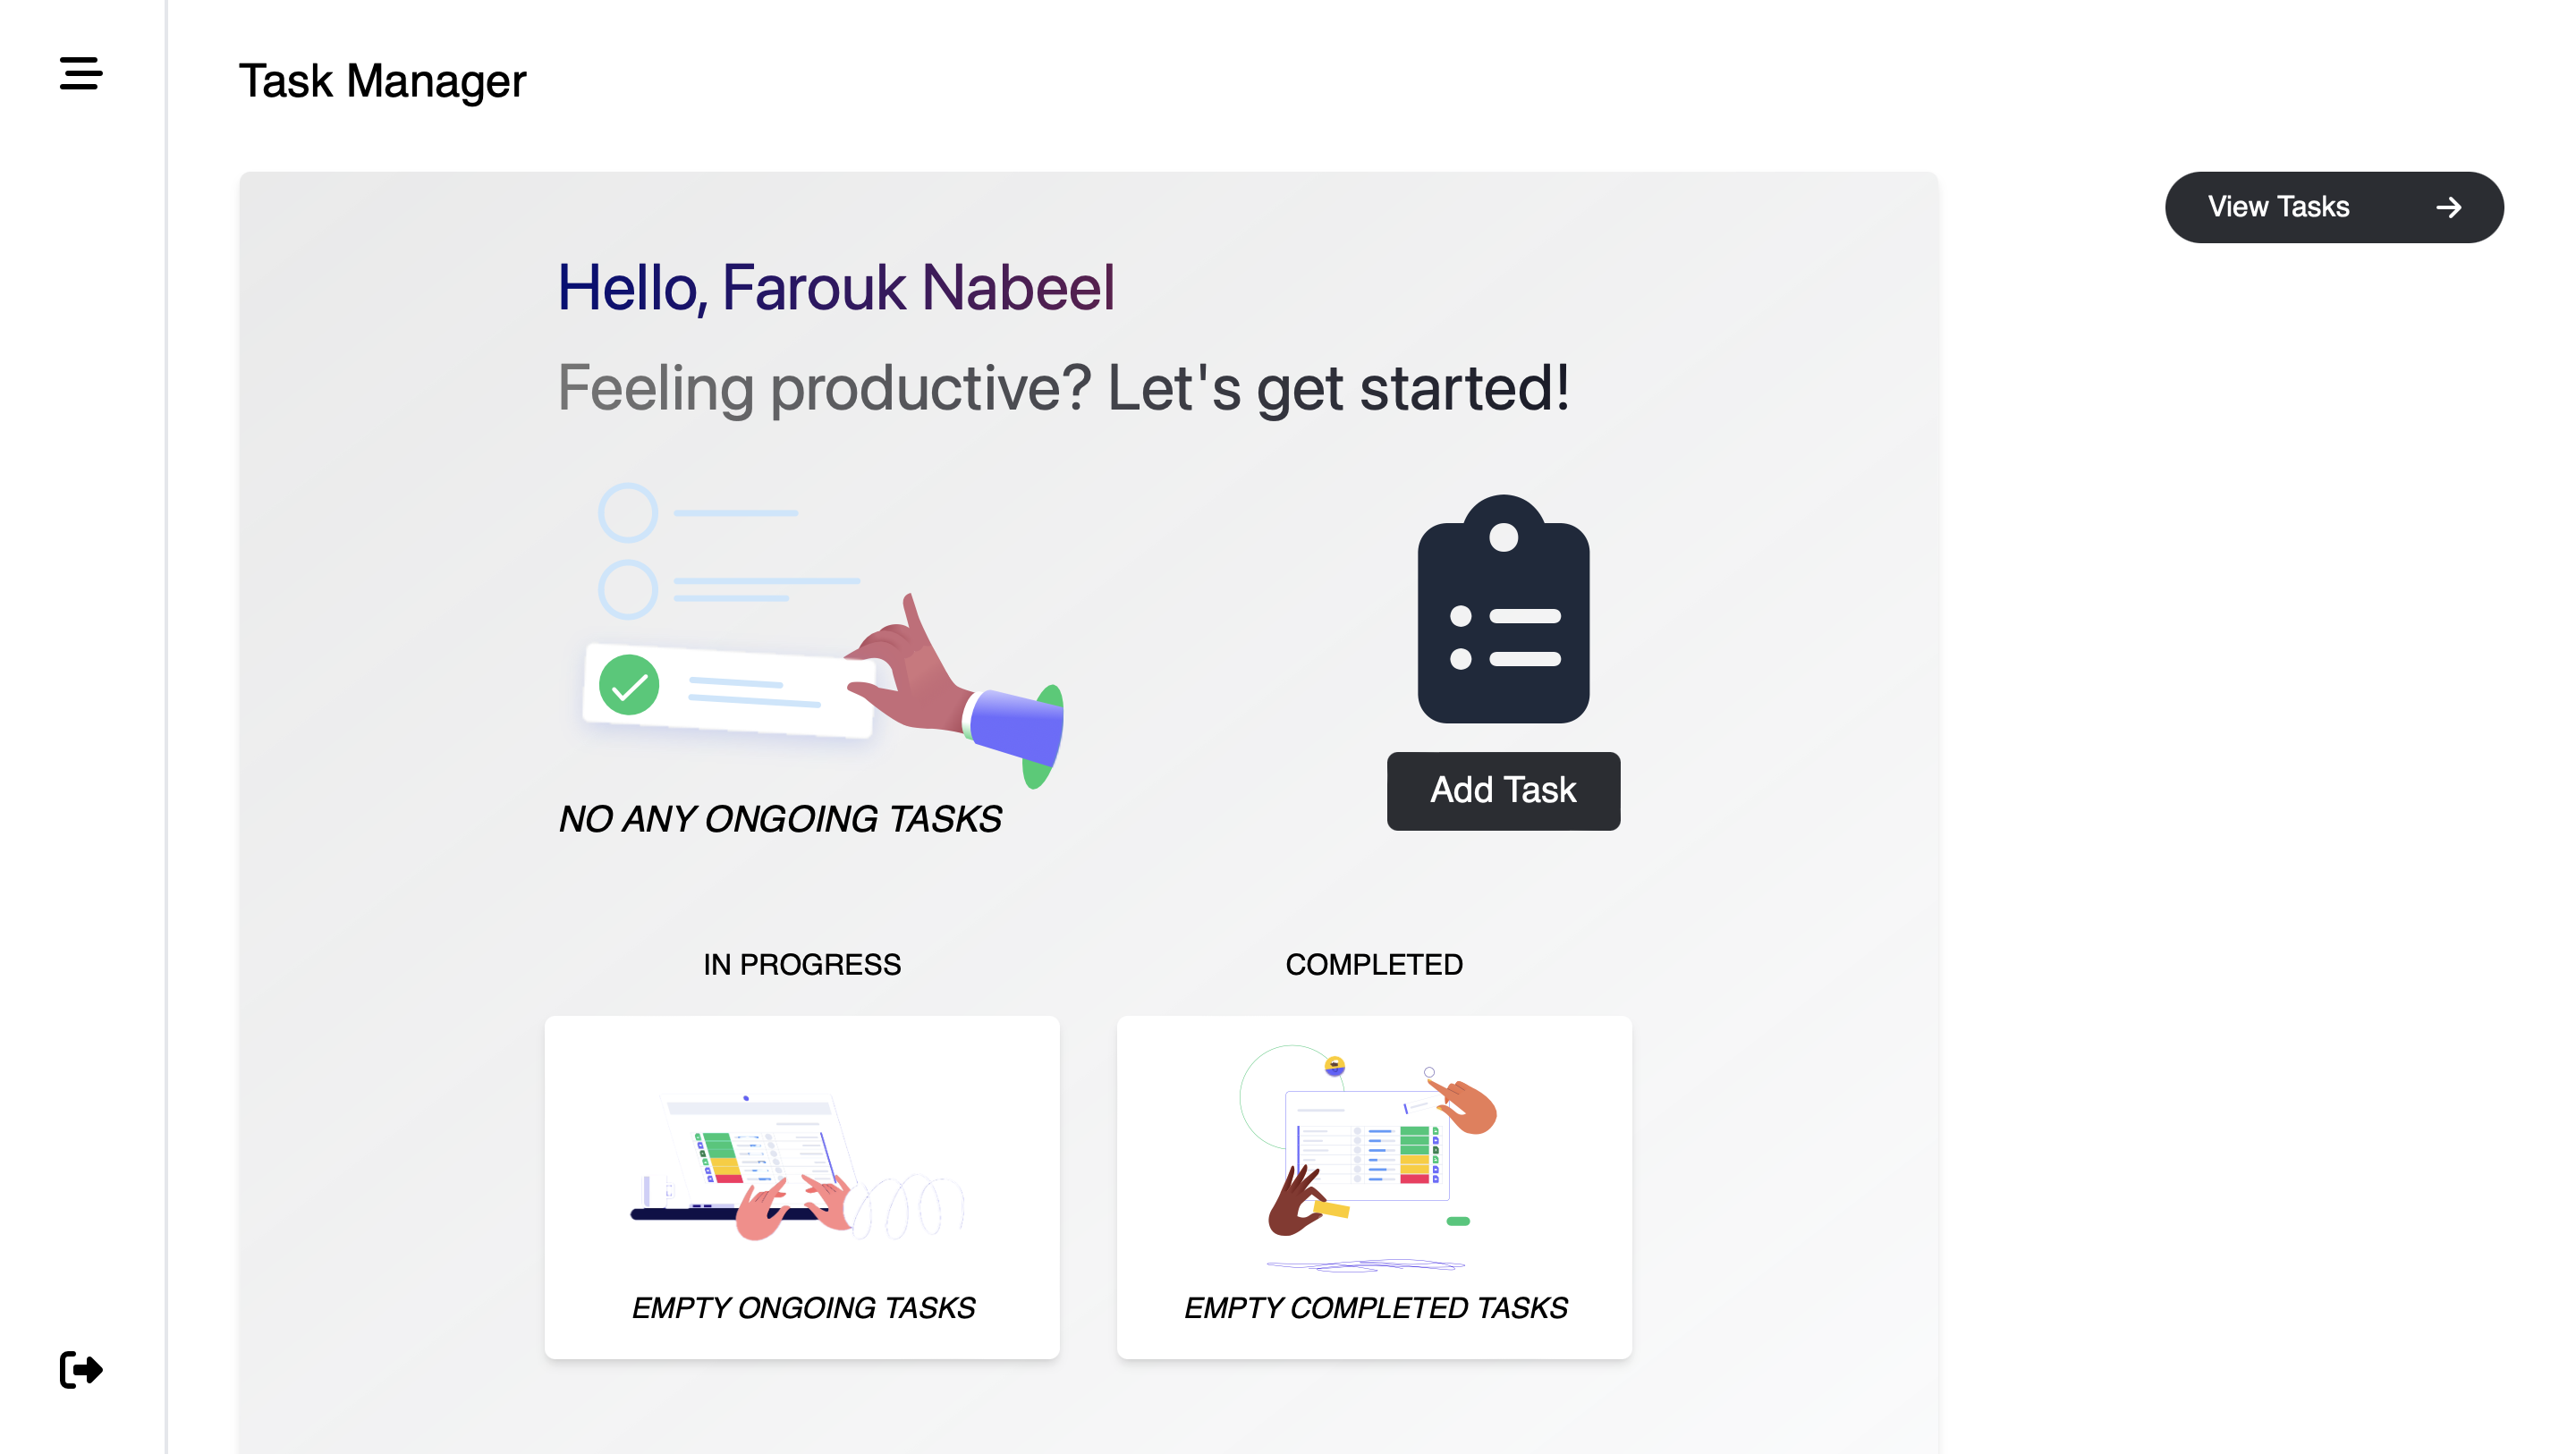 Task Manager
View Tasks
Hello, Farouk Nabeel
Feeling productive? Let's get started!
NO ANY ONGOING TASKS
Add Task
IN PROGRESS
COMPLETED
EMPTY ONGOING TASKS
EMPTY COMPLETED TASKS